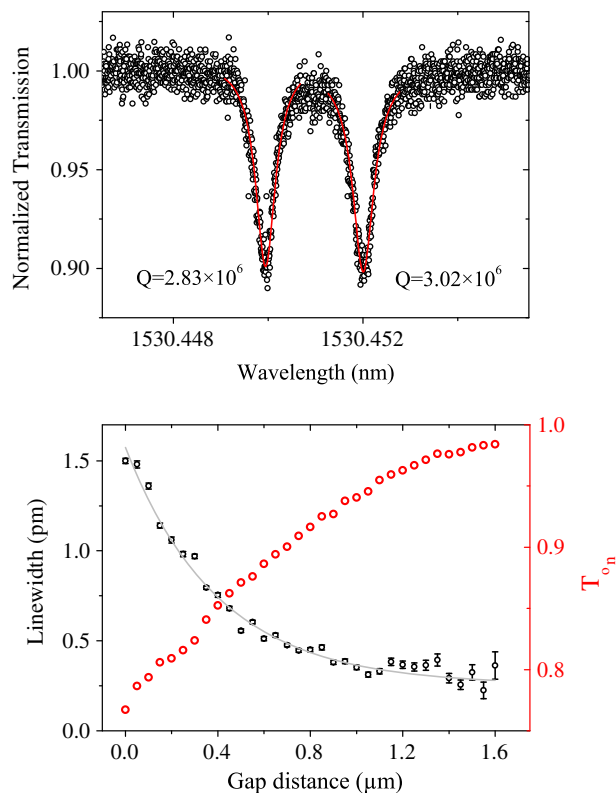 1.00
0.95
0.90
Normalized Transmission
Q=2.83×10⁶
Q=3.02×10⁶
1530.448
1530.452
Wavelength (nm)
1.5
1.0
0.5
0.0
Linewidth (pm)
1.0
0.9
0.8
T_on
0.0 0.4 0.8 1.2 1.6
Gap distance (µm)